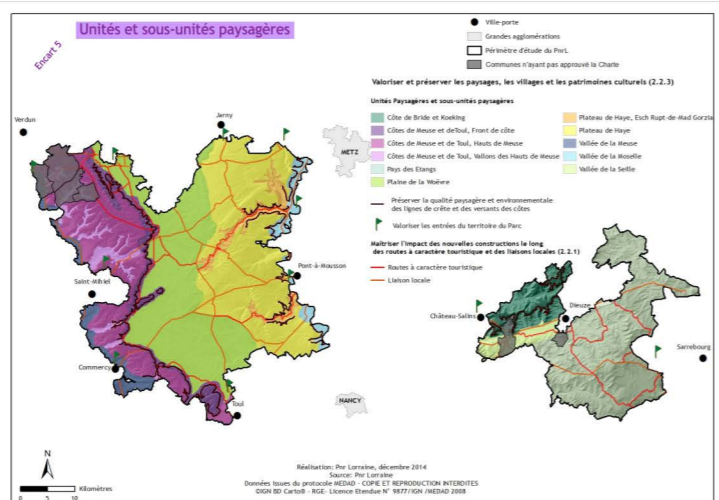 Unités et sous-unités paysagères
Encart 5
Ville-porte
Grandes agglomérations
Périmètre d'étude du PnrL
Communes n'ayant pas approuvé la Charte
Valoriser et préserver les paysages, les villages et les patrimoines culturels (2.2.3)
Unités Paysagères et sous-unités paysagères
Côte de Bride et Koeking
Côtes de Meuse et deToul, Front de côte
Côtes de Meuse et de Toul, Hauts de Meuse
Côtes de Meuse et de Toul, Vallons des Hauts de Meuse
Pays des Etangs
Plaine de la Woëvre
Plateau de Haye, Esch Rupt-de-Mad Gorzia
Plateau de Haye
Vallée de la Meuse
Vallée de la Moselle
Vallée de la Seille
Préserver la qualité paysagère et environnementale
des lignes de crête et des versants des côtes
Valoriser les entrées du territoire du Parc
Maîtriser l'impact des nouvelles constructions le long
des routes à caractère touristique et des liaisons locales (2.2.1)
Routes à caractère touristique
Liaison locale
Verdun
Jarny
METZ
Pont-à-Mousson
Saint-Mihiel
Commercy
Toul
NANCY
Château-Salins
Dieuze
Sarrebourg
N
Kilomètres
0 5 10
Réalisation: Pnr Lorraine, décembre 2014
Source: Pnr Lorraine
Données issues du protocole MEDAD - COPIE ET REPRODUCTION INTERDITES
©IGN BD Carto® - RGE- Licence Etendue N° 9877/IGN /MEDAD 2008